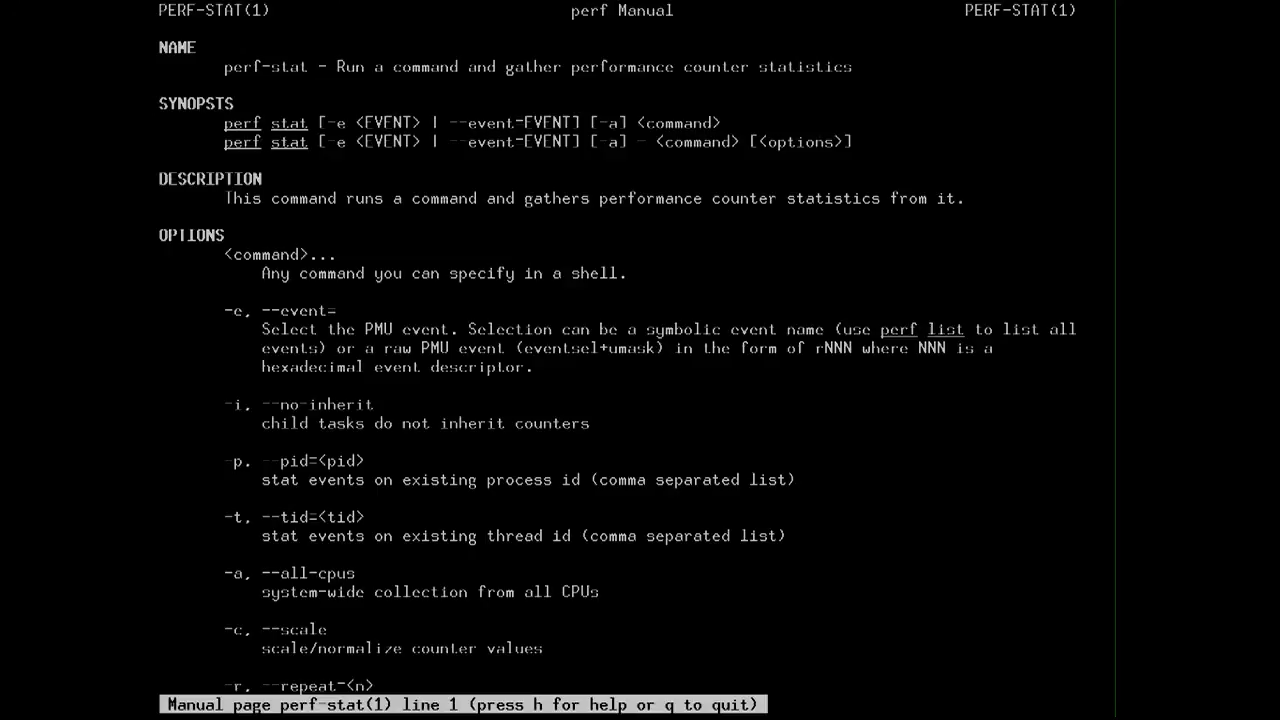 PERF-STAT(1) perf Manual PERF-STAT(1)
NAME
perf-stat - Run a command and gather performance counter statistics
SYNOPSTS
perf stat [-e <EVENT> | --event=EVENT] [-a] <command>
perf stat [-e <EVENT> | --event=EVENT] [-a] - <command> [<options>]
DESCRIPTION
This command runs a command and gathers performance counter statistics from it.
OPTIONS
<command>...
Any command you can specify in a shell.
-e, --event=
Select the PMU event. Selection can be a symbolic event name (use perf list to list all
events) or a raw PMU event (eventsel+umask) in the form of rNNN where NNN is a
hexadecimal event descriptor.
-i, --no-inherit
child tasks do not inherit counters
-p. --pid=<pid>
stat events on existing process id (comma separated list)
-t, --tid=<tid>
stat events on existing thread id (comma separated list)
-a, --all-cpus
system-wide collection from all CPUs
-c, --scale
scale/normalize counter values
-r, --repeat=<n>
Manual page perf-stat(1) line 1 (press h for help or q to quit)